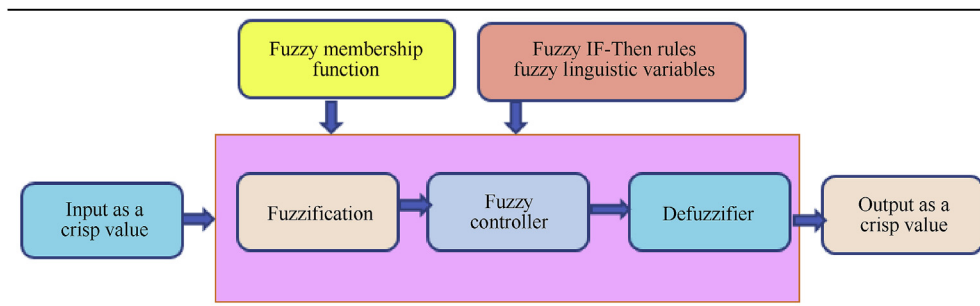 Fuzzy membership
function
Fuzzy IF-Then rules
fuzzy linguistic variables
Input as a
crisp value
Fuzzification
Fuzzy
controller
Defuzzifier
Output as a
crisp value